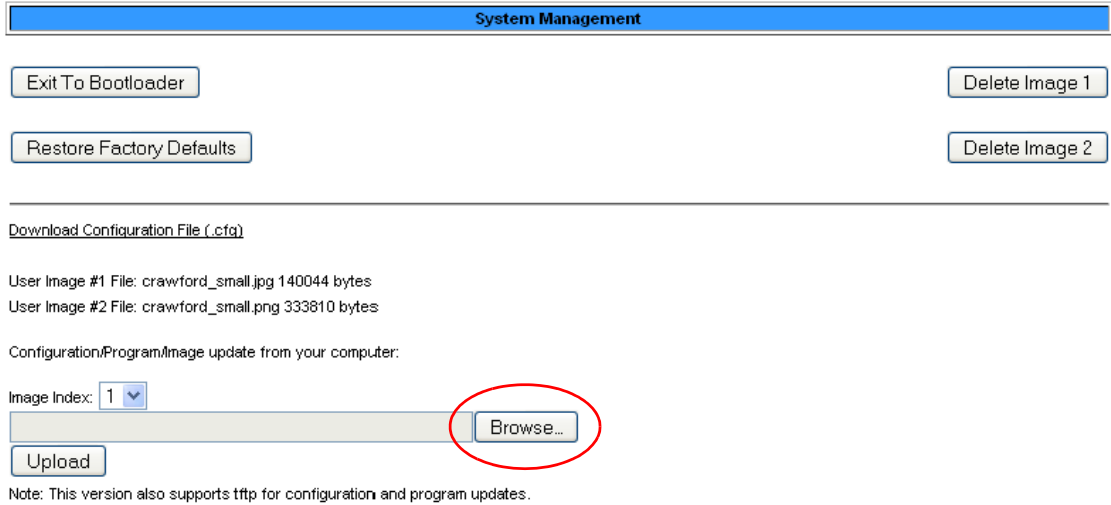 System Management
Exit To Bootloader
Delete Image 1
Restore Factory Defaults
Delete Image 2
Download Configuration File (.cfg)
User Image #1 File: crawford_small.jpg 140044 bytes
User Image #2 File: crawford_small.png 333810 bytes
Configuration/Program/Image update from your computer:
Image Index: 1
Browse...
Upload
Note: This version also supports tftp for configuration and program updates.